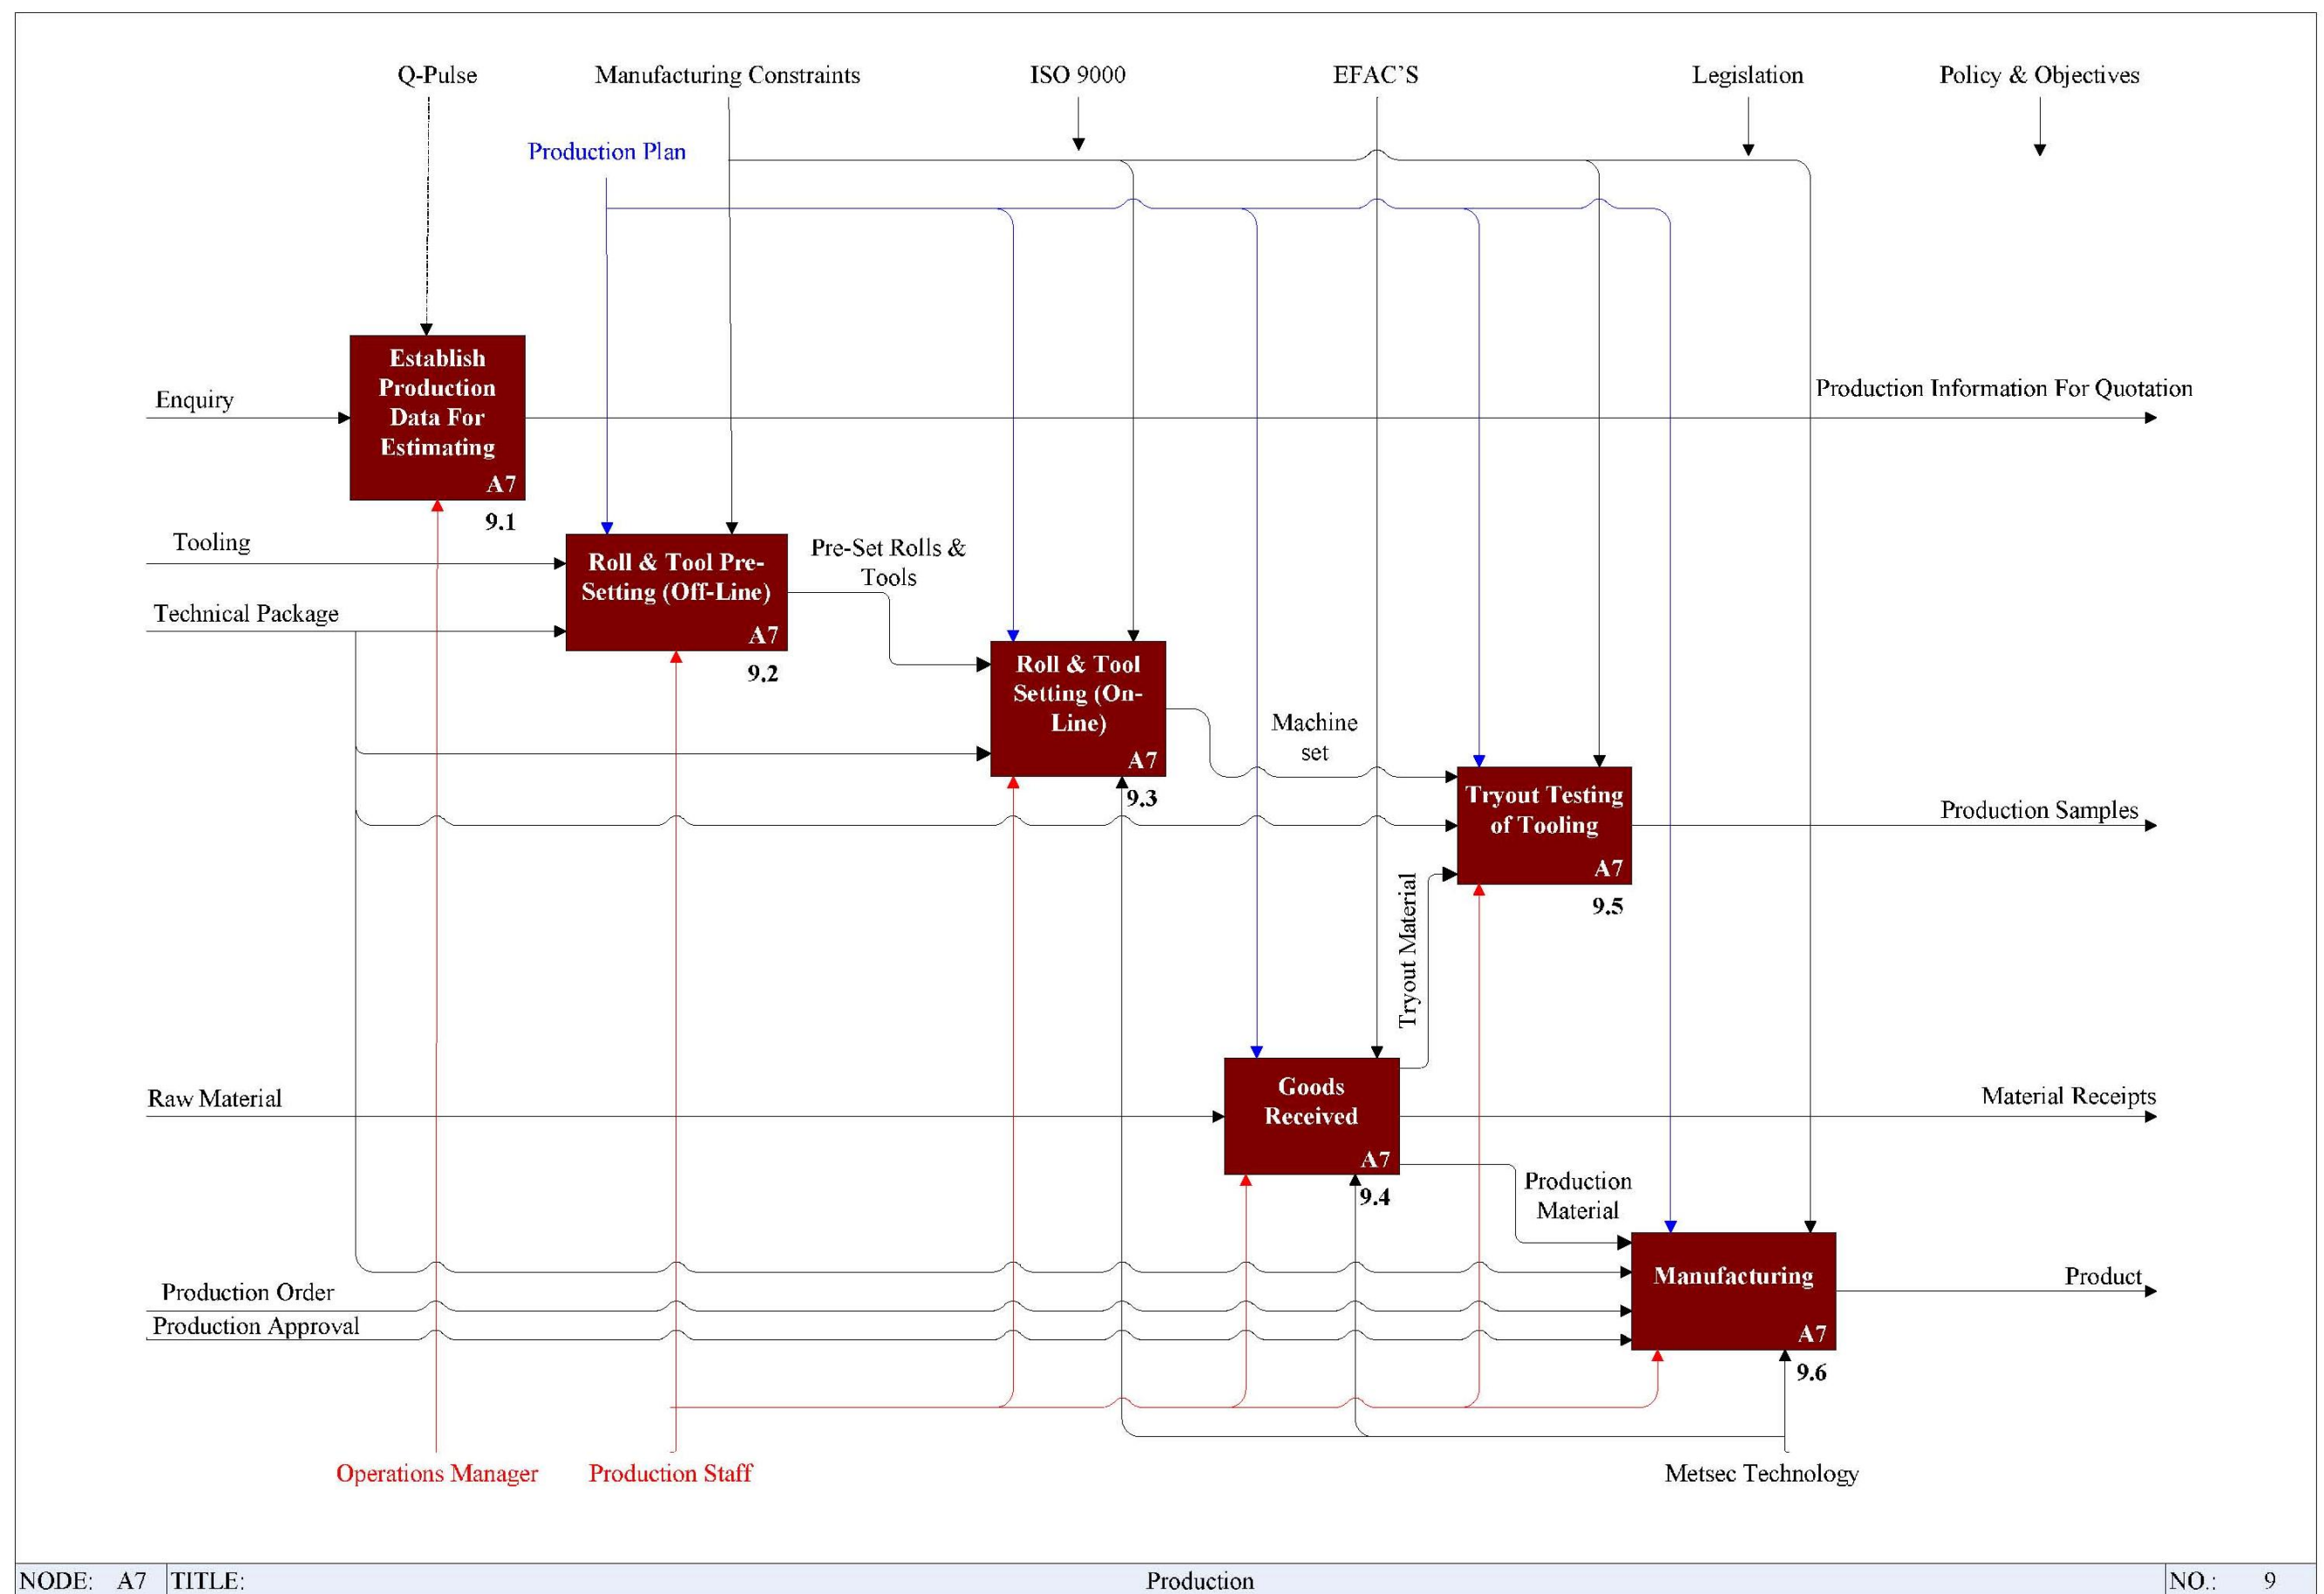 Q-Pulse
Manufacturing Constraints
ISO 9000
EFAC'S
Legislation
Policy & Objectives
Production Plan
Establish
Production
Data For
Estimating
A7
9.1
Enquiry
Production Information For Quotation
Tooling
Technical Package
Roll & Tool Pre-
Setting (Off-Line)
A7
9.2
Pre-Set Rolls &
Tools
Roll & Tool
Setting (On-
Line)
A7
9.3
Machine
set
Tryout Testing
of Tooling
A7
9.5
Production Samples
Tryout Material
Raw Material
Goods
Received
A7
9.4
Material Receipts
Production
Material
Manufacturing
A7
9.6
Production Order
Production Approval
Product
Operations Manager
Production Staff
Metsec Technology
NODE: A7 TITLE: Production NO.: 9